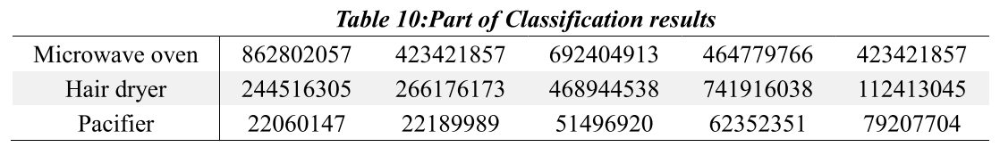 Table 10:Part of Classification results
Microwave oven 862802057 423421857 692404913 464779766 423421857
Hair dryer 244516305 266176173 468944538 741916038 112413045
Pacifier 22060147 22189989 51496920 62352351 79207704